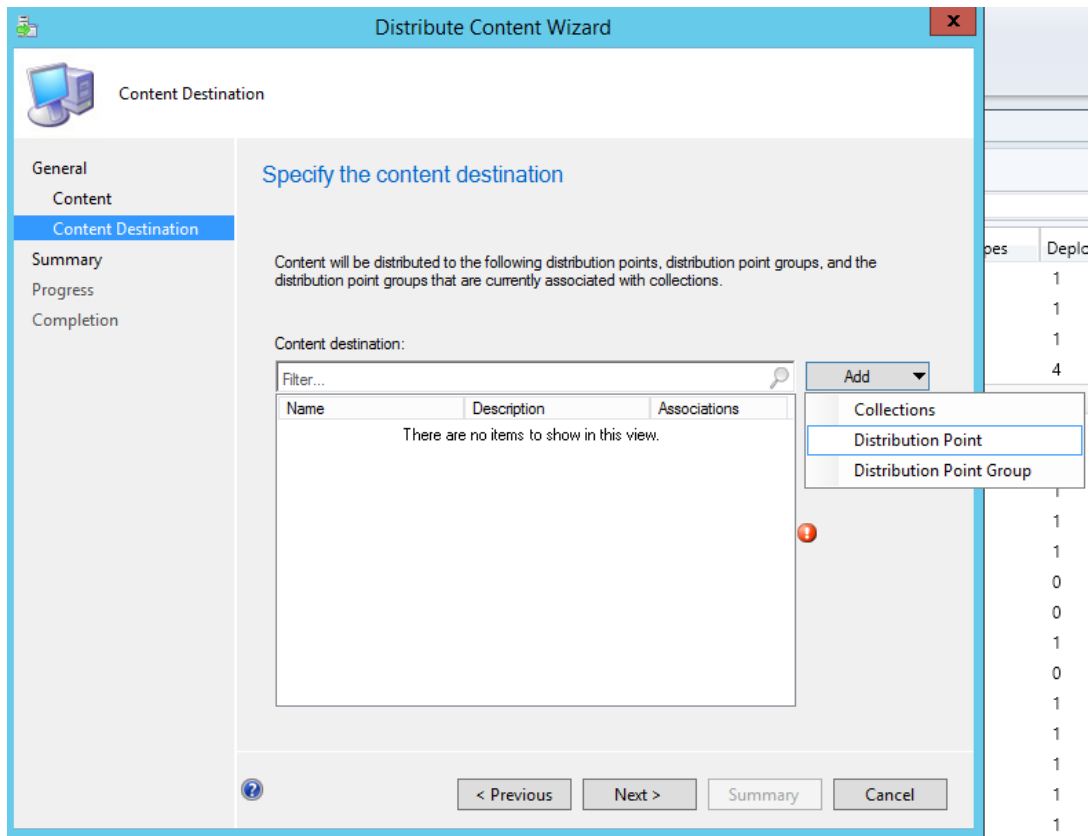 Distribute Content Wizard
x
Content Destination
General
Content
Content Destination
Summary
Progress
Completion
Specify the content destination
Content will be distributed to the following distribution points, distribution point groups, and the
distribution point groups that are currently associated with collections.
Content destination:
Filter...
Add
Name Description Associations
There are no items to show in this view.
Collections
Distribution Point
Distribution Point Group
< Previous Next > Summary Cancel
pes Deplo
1
1
1
4
1
1
1
0
0
1
0
1
1
1
1
1